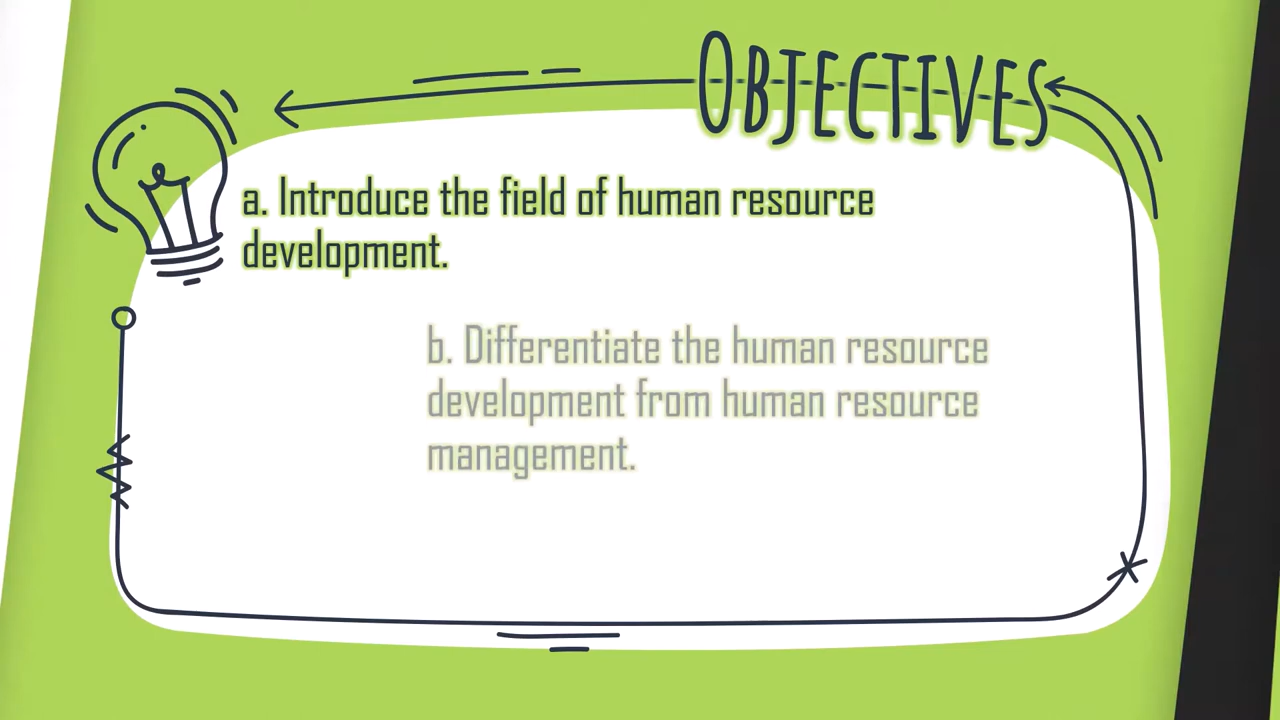 OBJECTIVES
a. Introduce the field of human resource
development.
b. Differentiate the human resource
development from human resource
management.